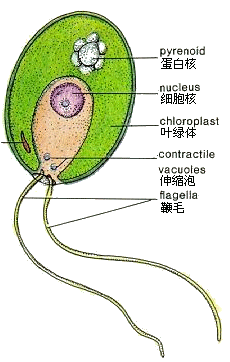 pyrenoid
蛋白核
nucleus
细胞核
chloroplast
叶绿体
contractile
vacuoles
伸缩泡
flagella
鞭毛